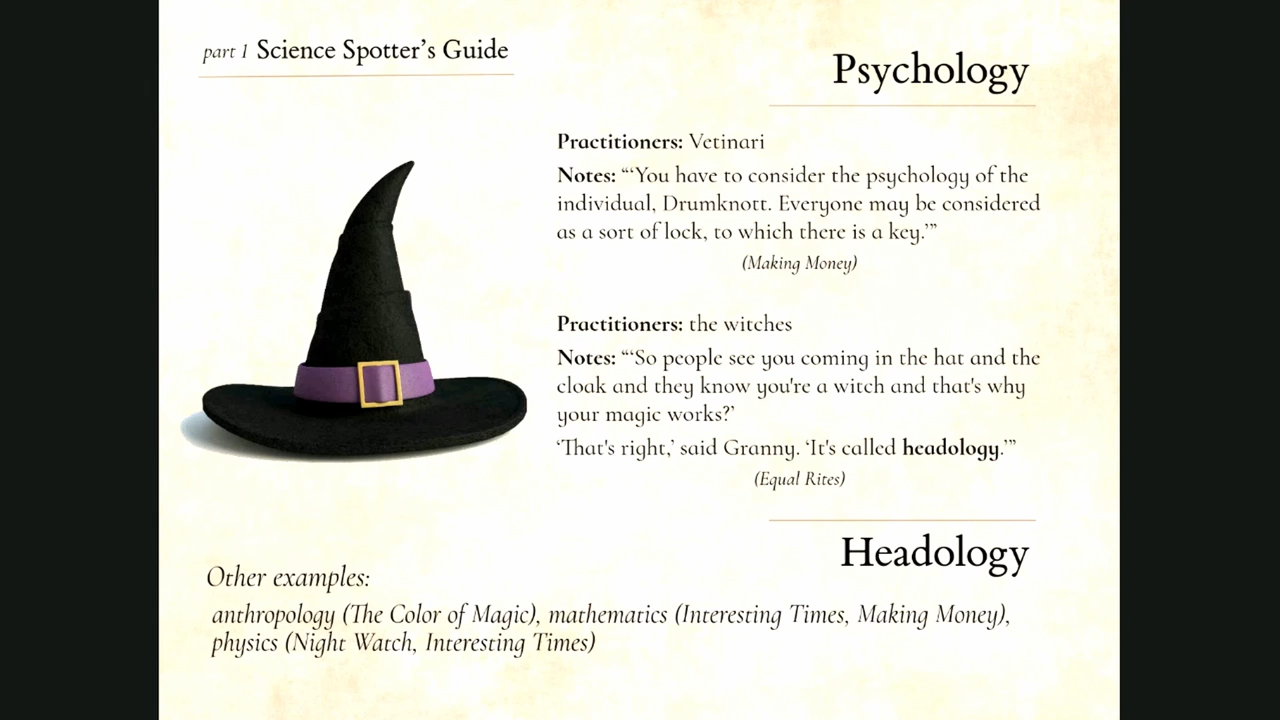 part 1 Science Spotter’s Guide
Psychology
Practitioners: Vetinari
Notes: “‘You have to consider the psychology of the
individual, Drumknott. Everyone may be considered
as a sort of lock, to which there is a key.’”
(Making Money)
Practitioners: the witches
Notes: “‘So people see you coming in the hat and the
cloak and they know you're a witch and that's why
your magic works?’
‘That's right,’ said Granny. ‘It's called headology.’”
(Equal Rites)
Headology
Other examples:
anthropology (The Color of Magic), mathematics (Interesting Times, Making Money),
physics (Night Watch, Interesting Times)